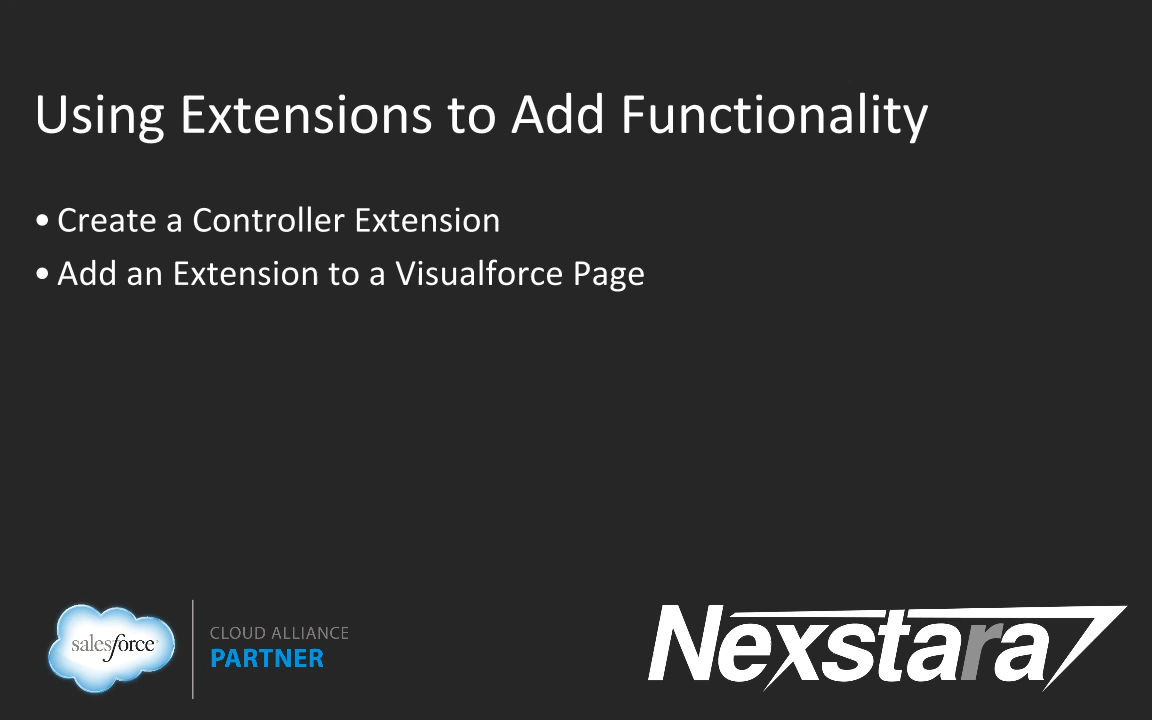 Using Extensions to Add Functionality
• Create a Controller Extension
• Add an Extension to a Visualforce Page
salesforce
CLOUD ALLIANCE
PARTNER
Nexstara